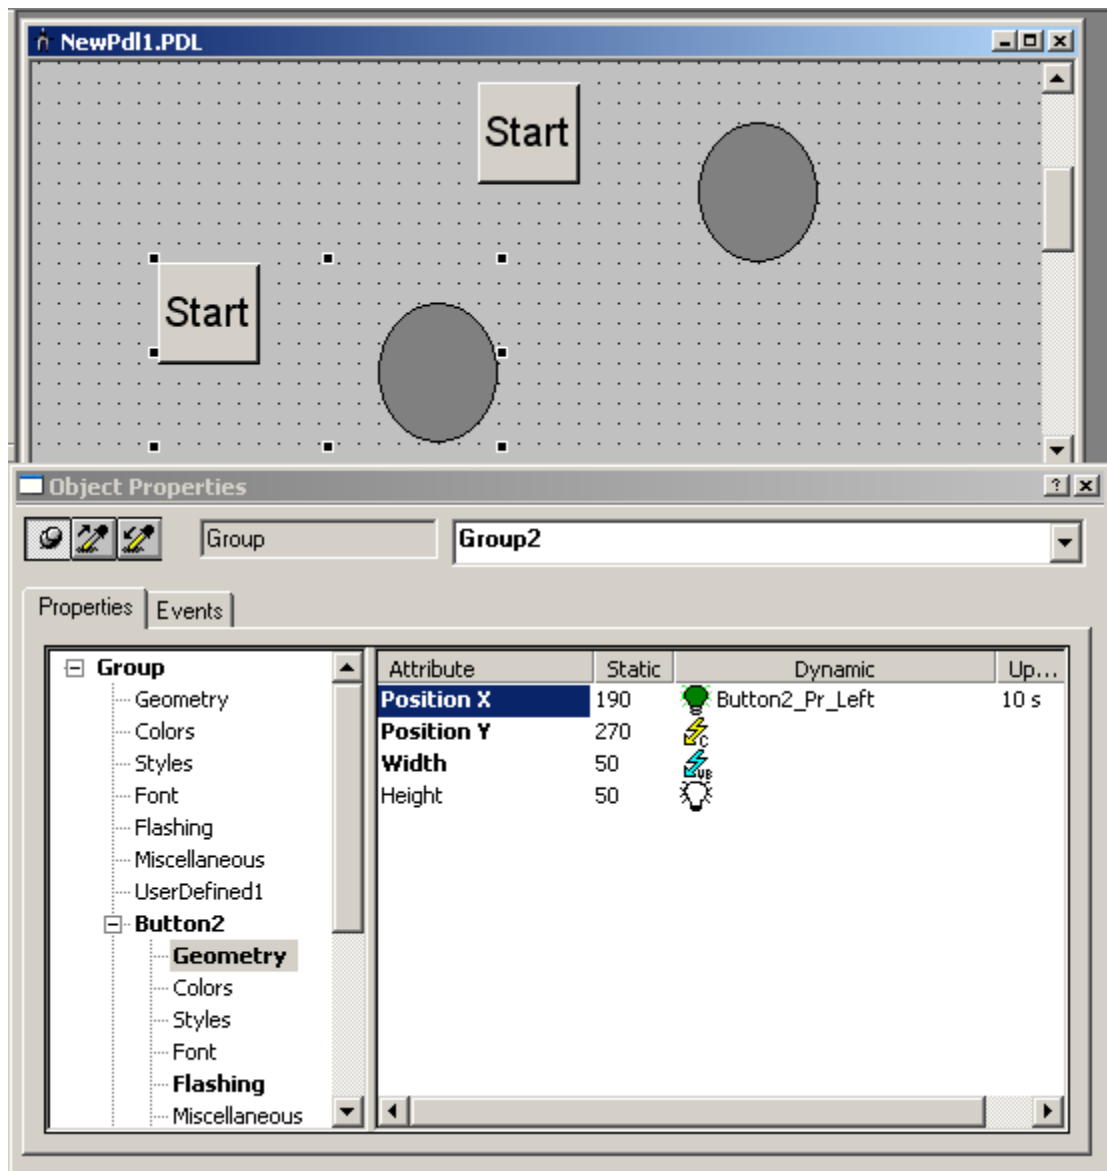 NewPdl1.PDL
Start
Start
Object Properties
Group Group2
Properties Events
Group
Geometry
Colors
Styles
Font
Flashing
Miscellaneous
UserDefined1
Button2
Geometry
Colors
Styles
Font
Flashing
Miscellaneous
Attribute Static Dynamic Up...
Position X 190 Button2_Pr_Left 10 s
Position Y 270 C
Width 50 VB
Height 50